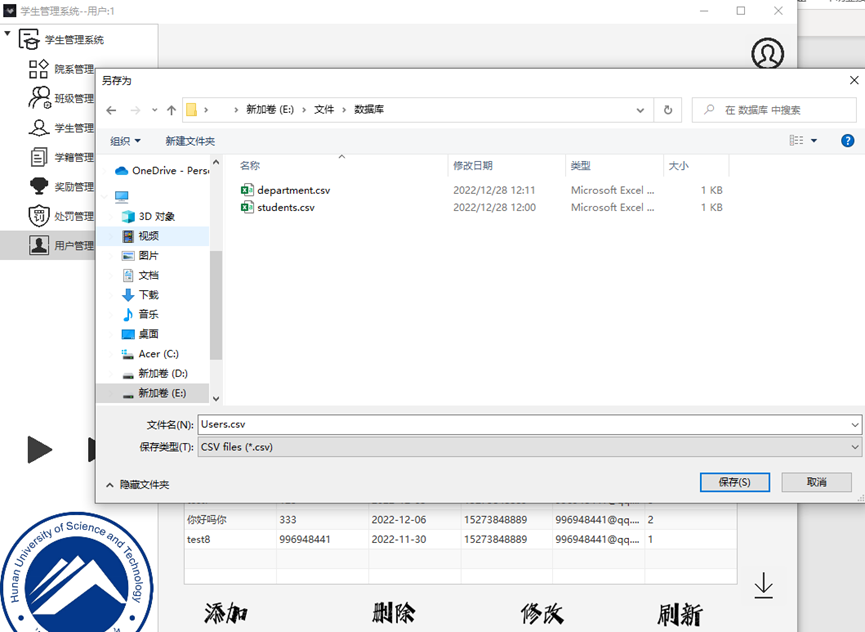 学生管理系统--用户:1
学生管理系统
院系管理
班级管理
学生管理
学籍管理
奖励管理
处罚管理
用户管理
另存为
新加卷 (E:) › 文件 › 数据库
在 数据库 中搜索
组织 新建文件夹
名称 修改日期 类型 大小
department.csv 2022/12/28 12:11 Microsoft Excel ... 1 KB
students.csv 2022/12/28 12:00 Microsoft Excel ... 1 KB
OneDrive - Pers
3D 对象
视频
图片
文档
下载
音乐
桌面
Acer (C:)
新加卷 (D:)
新加卷 (E:)
文件名(N): Users.csv
保存类型(T): CSV files (*.csv)
隐藏文件夹 保存(S) 取消
你好吗你 333 2022-12-06 15273848889 996948441@qq.... 2
test8 996948441 2022-11-30 15273848889 996948441@qq.... 1
Hunan University of Science and Technology
添加 删除 修改 刷新